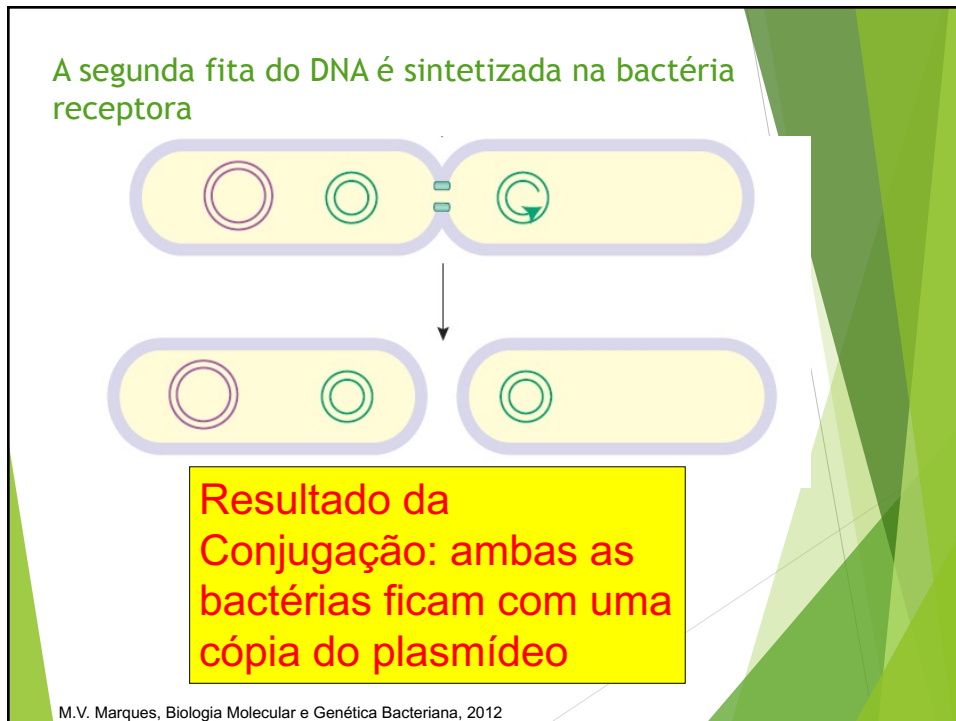 A segunda fita do DNA é sintetizada na bactéria
receptora
Resultado da
Conjugação: ambas as
bactérias ficam com uma
cópia do plasmídeo
M.V. Marques, Biologia Molecular e Genética Bacteriana, 2012